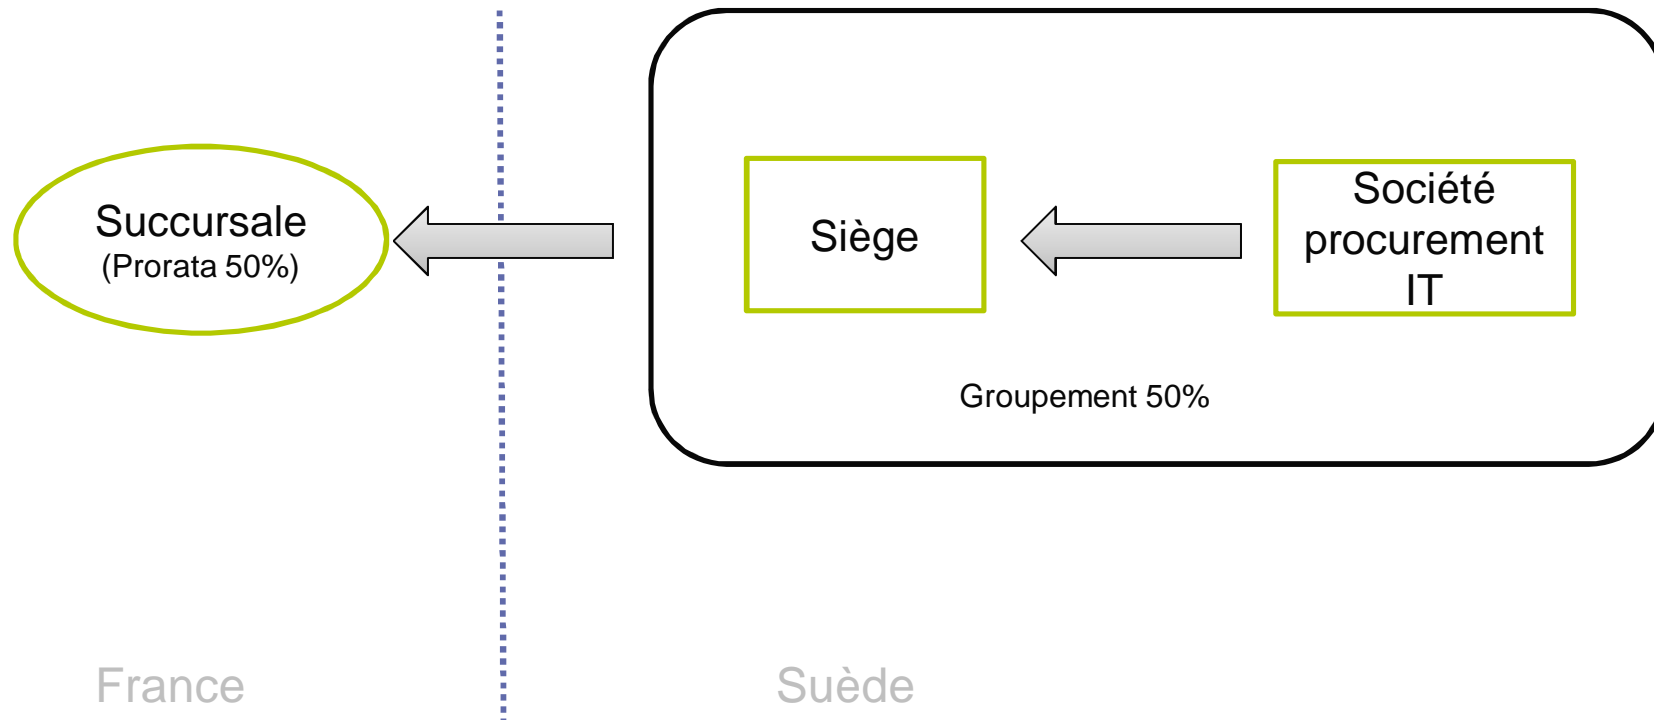 Succursale
(Prorata 50%)
Siège
Société
procurement
IT
Groupement 50%
France
Suède